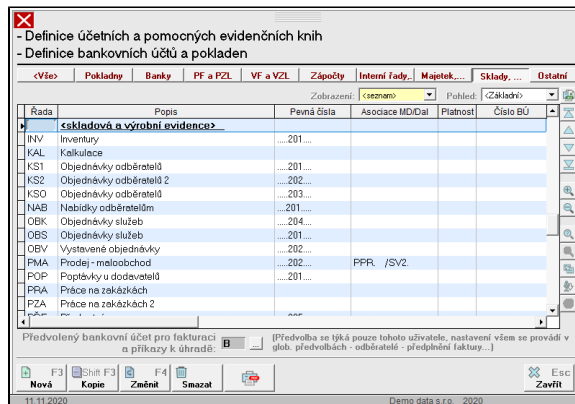 - Definice účetních a pomocných evidenčních knih
- Definice bankovních účtů a pokladen
<Vše> Pokladny Banky PF a PZL VF a VZL Zápočty Interní řady,. Majetek,... Sklady, ... Ostatní
Zobrazení: <seznam> Pohled: <Základní>
Řada Popis Pevná čísla Asociace MD/Dal Platnost Číslo BÚ
<skladová a výrobní evidence>
INV Inventury .....201....
KAL Kalkulace
KS1 Objednávky odběratelů .....201....
KS2 Objednávky odběratelů 2 .....202....
KSO Objednávky odběratelů .....203....
NAB Nabídky odběratelům ....201.....
OBK Objednávky služeb .....204....
OBS Objednávky služeb .....201....
OBV Vystavené objednávky .....202....
PMA Prodej - maloobchod .....202.... PPR. /SV2.
POP Poptávky u dodavatelů .....201....
PRA Práce na zakázkách
PZA Práce na zakázkách 2
Předvolený bankovní účet pro fakturaci
a příkazy k úhradě: B ...
(Předvolba se týká pouze tohoto uživatele, nastavení všem se provádí v
glob. předvolbách - odběratelé - předplnění faktury...)
F3 Shift F3 F4 Esc
Nová Kopie Změnit Smazat Zavřít
11.11.2020 Demo data s.r.o. 2020